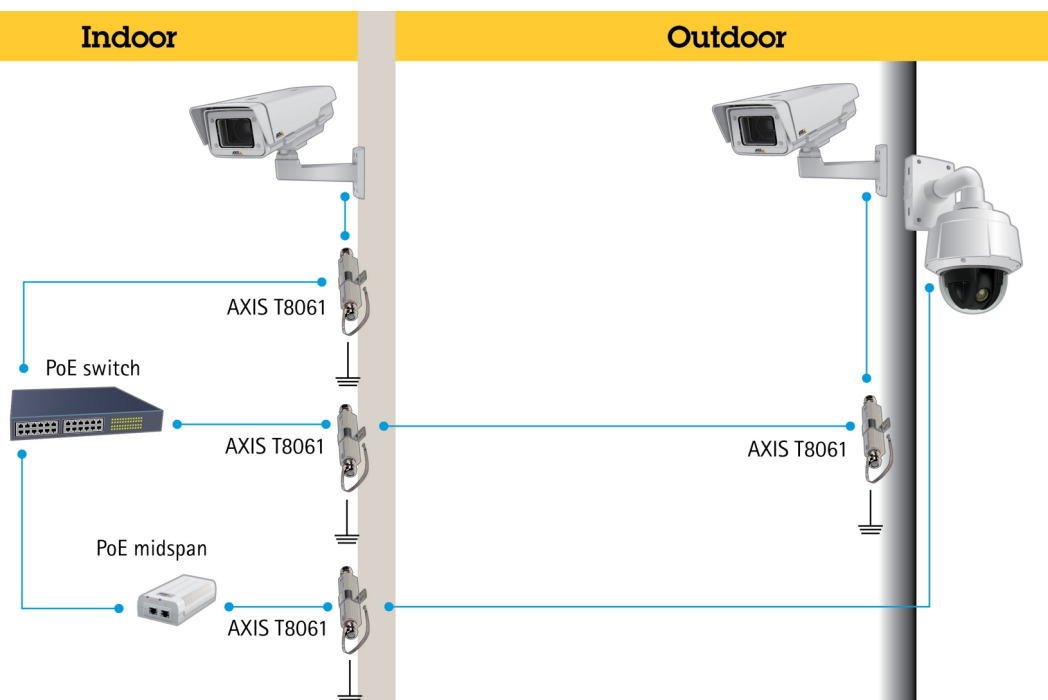 Indoor
Outdoor
AXIS T8061
PoE switch
AXIS T8061
AXIS T8061
PoE midspan
AXIS T8061